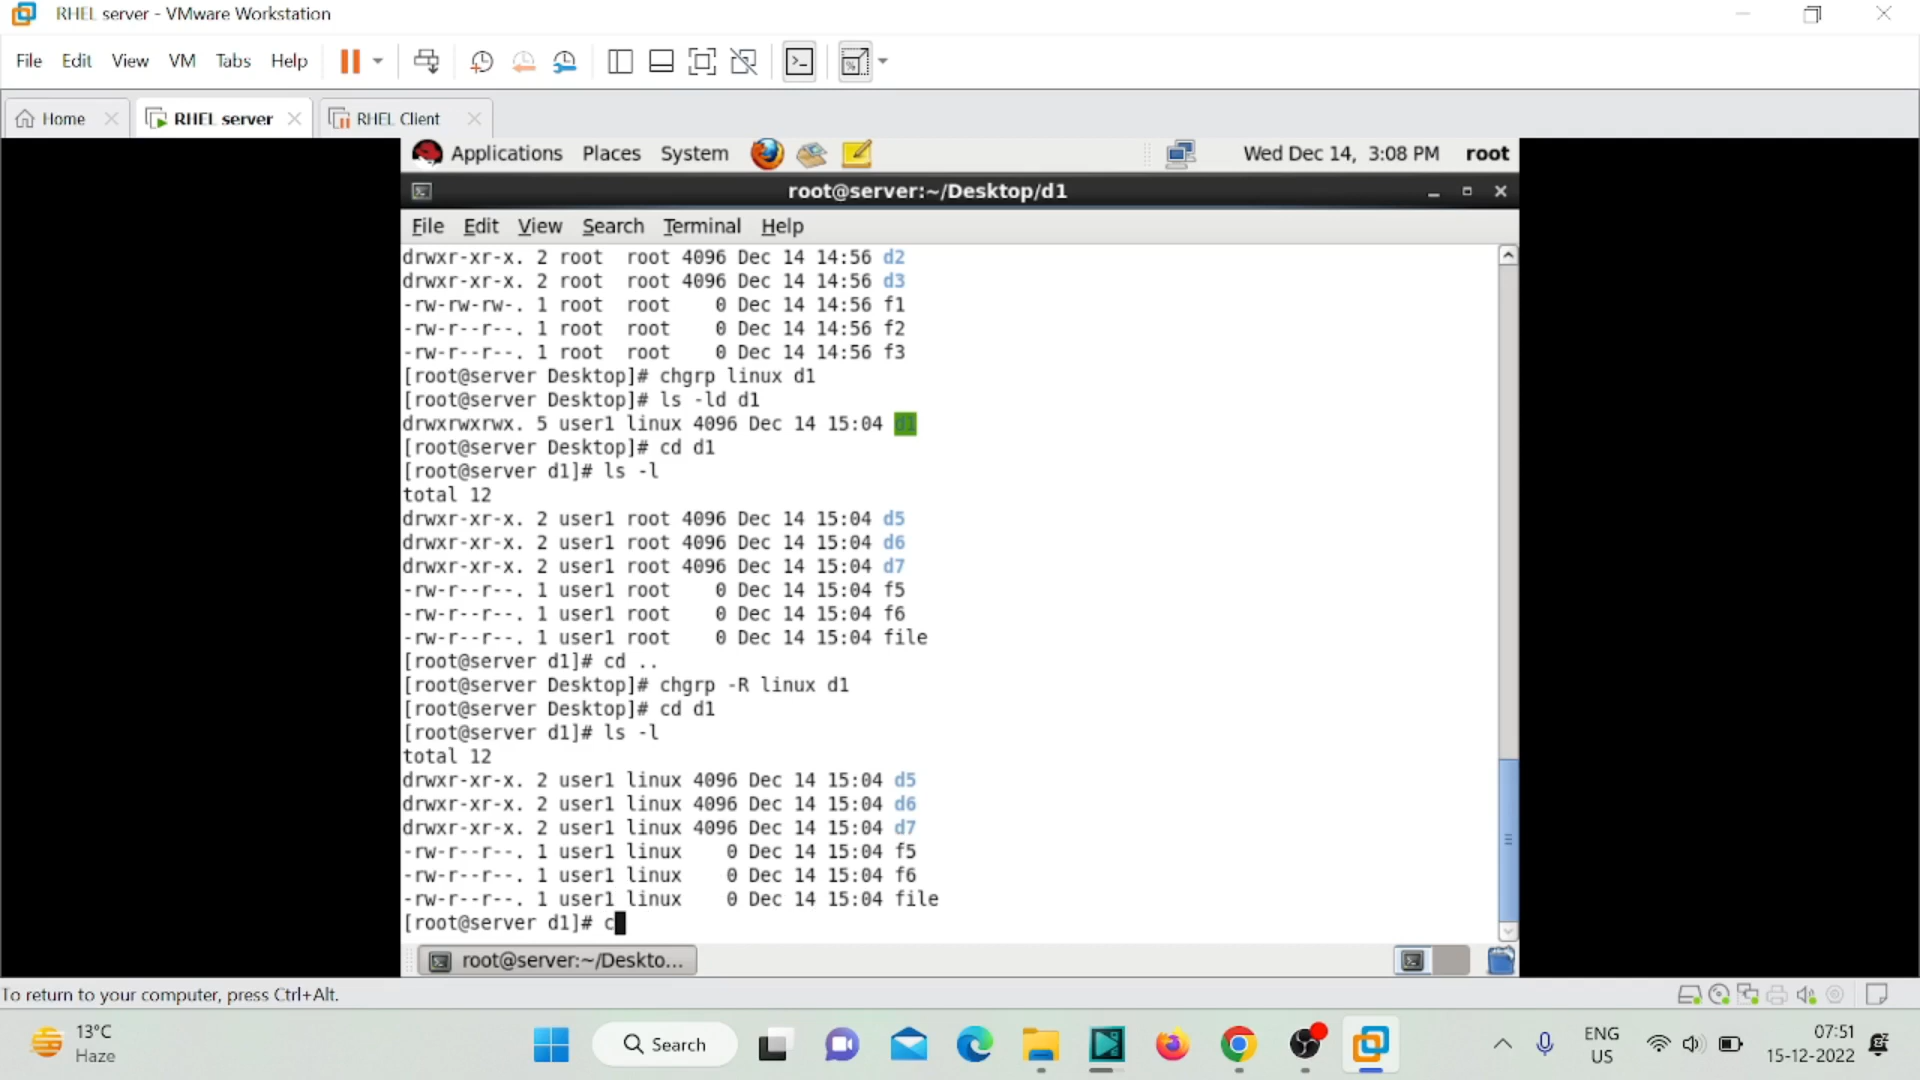 RHEL server - VMware Workstation
File Edit View VM Tabs Help
Home RHEL server RHEL Client
Applications Places System Wed Dec 14, 3:08 PM root
root@server:~/Desktop/d1
File Edit View Search Terminal Help
drwxr-xr-x. 2 root root 4096 Dec 14 14:56 d2
drwxr-xr-x. 2 root root 4096 Dec 14 14:56 d3
-rw-rw-rw-. 1 root root 0 Dec 14 14:56 f1
-rw-r--r--. 1 root root 0 Dec 14 14:56 f2
-rw-r--r--. 1 root root 0 Dec 14 14:56 f3
[root@server Desktop]# chgrp linux d1
[root@server Desktop]# ls -ld d1
drwxrwxrwx. 5 user1 linux 4096 Dec 14 15:04 d1
[root@server Desktop]# cd d1
[root@server d1]# ls -l
total 12
drwxr-xr-x. 2 user1 root 4096 Dec 14 15:04 d5
drwxr-xr-x. 2 user1 root 4096 Dec 14 15:04 d6
drwxr-xr-x. 2 user1 root 4096 Dec 14 15:04 d7
-rw-r--r--. 1 user1 root 0 Dec 14 15:04 f5
-rw-r--r--. 1 user1 root 0 Dec 14 15:04 f6
-rw-r--r--. 1 user1 root 0 Dec 14 15:04 file
[root@server d1]# cd ..
[root@server Desktop]# chgrp -R linux d1
[root@server Desktop]# cd d1
[root@server d1]# ls -l
total 12
drwxr-xr-x. 2 user1 linux 4096 Dec 14 15:04 d5
drwxr-xr-x. 2 user1 linux 4096 Dec 14 15:04 d6
drwxr-xr-x. 2 user1 linux 4096 Dec 14 15:04 d7
-rw-r--r--. 1 user1 linux 0 Dec 14 15:04 f5
-rw-r--r--. 1 user1 linux 0 Dec 14 15:04 f6
-rw-r--r--. 1 user1 linux 0 Dec 14 15:04 file
[root@server d1]# c
root@server:~/Deskto...
To return to your computer, press Ctrl+Alt.
13°C
Haze
Search
ENG
US
07:51
15-12-2022